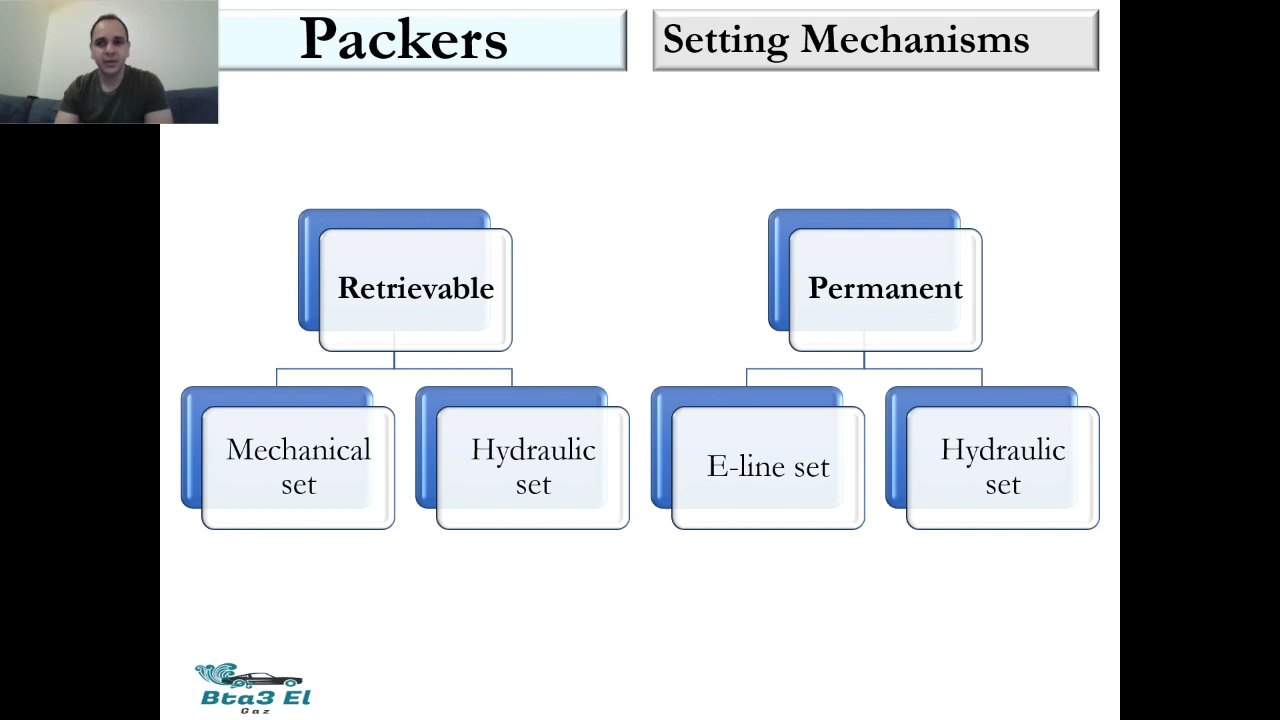 Packers
Setting Mechanisms
Retrievable
Permanent
Mechanical
set
Hydraulic
set
E-line set
Hydraulic
set
Bta3 El
Gaz